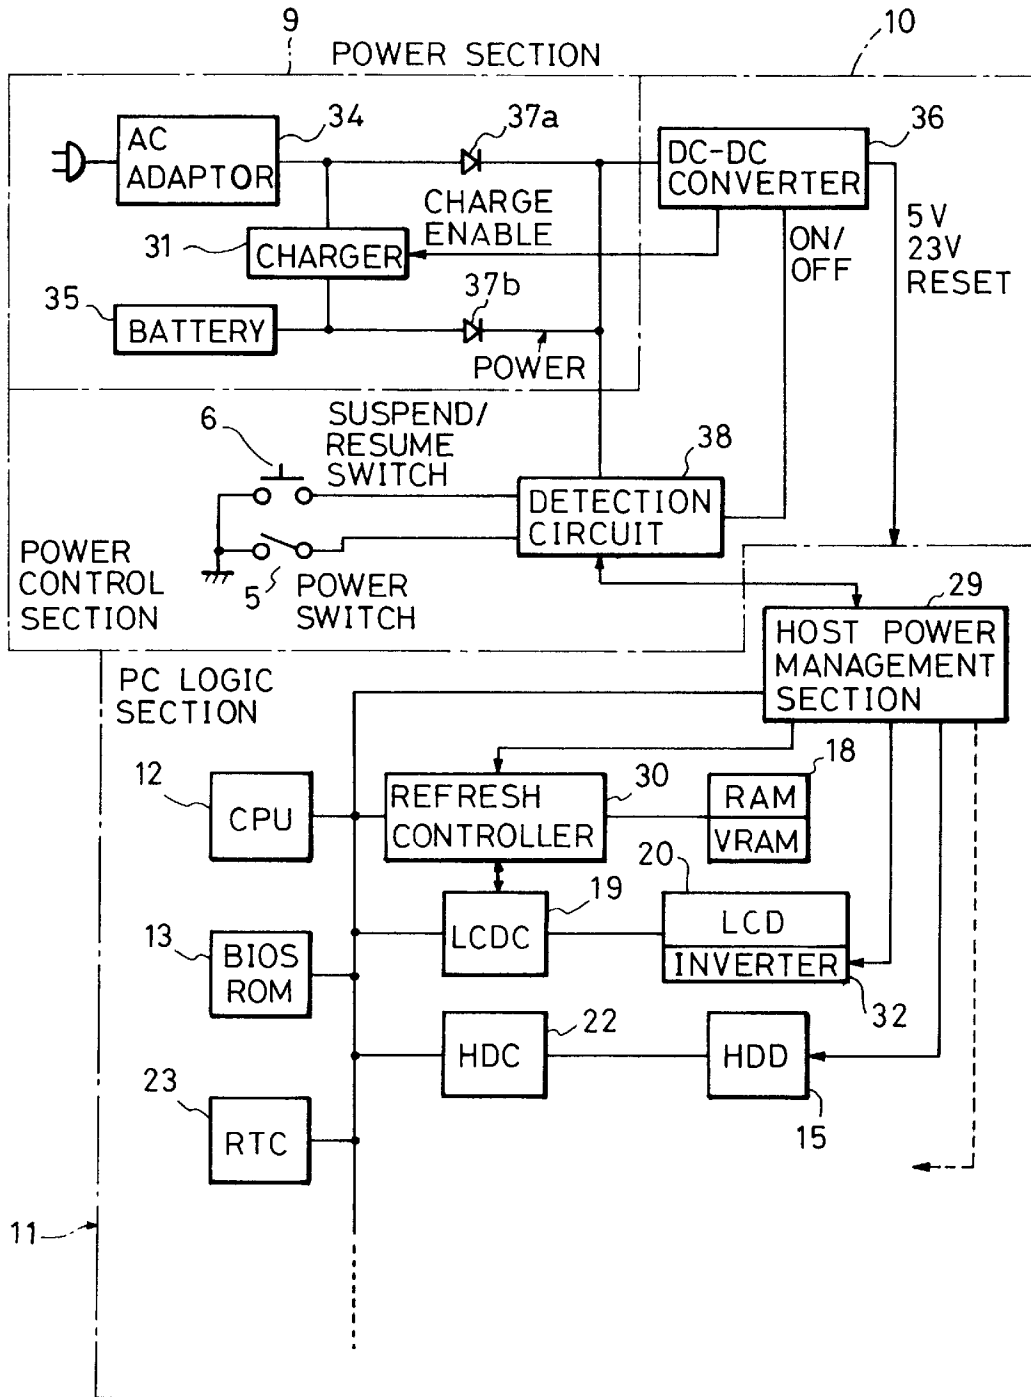 9
POWER SECTION
10
AC
ADAPTOR
34
37a
36
DC-DC
CONVERTER
CHARGE
ENABLE
31
CHARGER
ON/
OFF
5V
23V
RESET
35
BATTERY
37b
POWER
6
SUSPEND/
RESUME
SWITCH
38
DETECTION
CIRCUIT
POWER
CONTROL
SECTION
5
POWER
SWITCH
29
HOST POWER
MANAGEMENT
SECTION
PC LOGIC
SECTION
12
CPU
30
REFRESH
CONTROLLER
18
RAM
VRAM
20
19
LCDC
LCD
INVERTER
32
13
BIOS
ROM
22
HDC
HDD
15
23
RTC
11